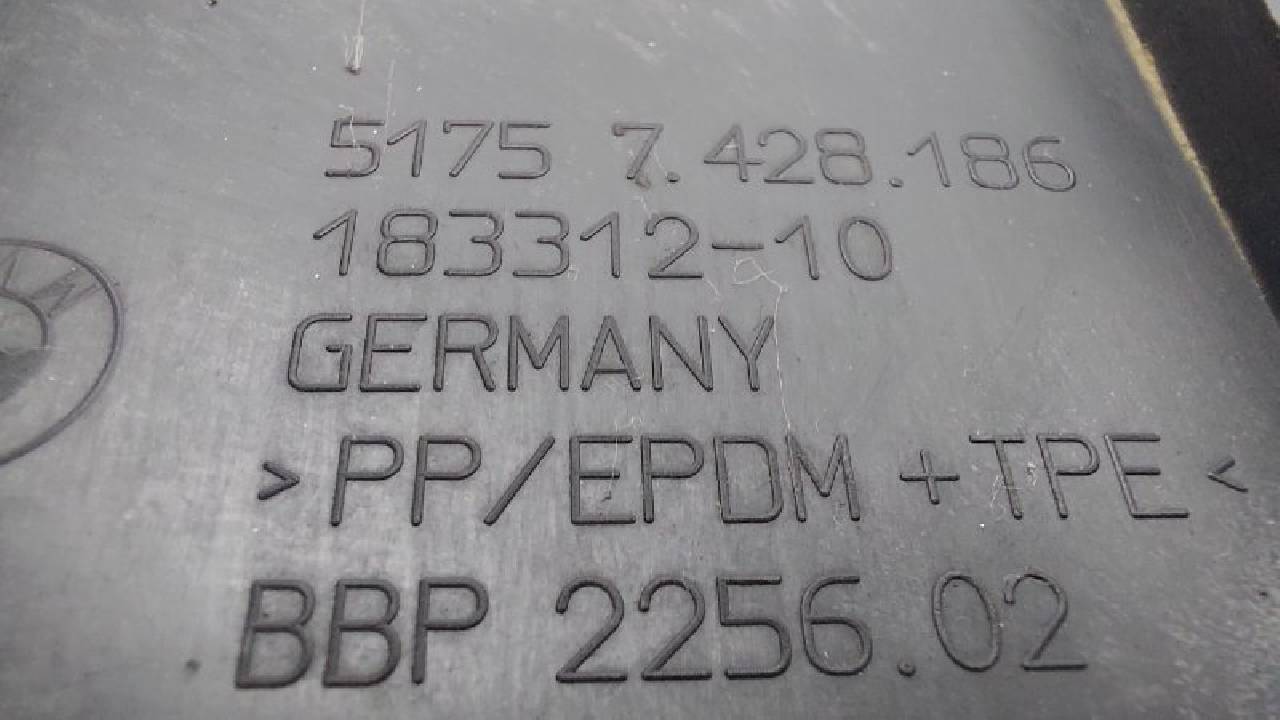 5175 7.428.186
183312-10
GERMANY
>PP/EPDM+TPE<
BBP 2256.02